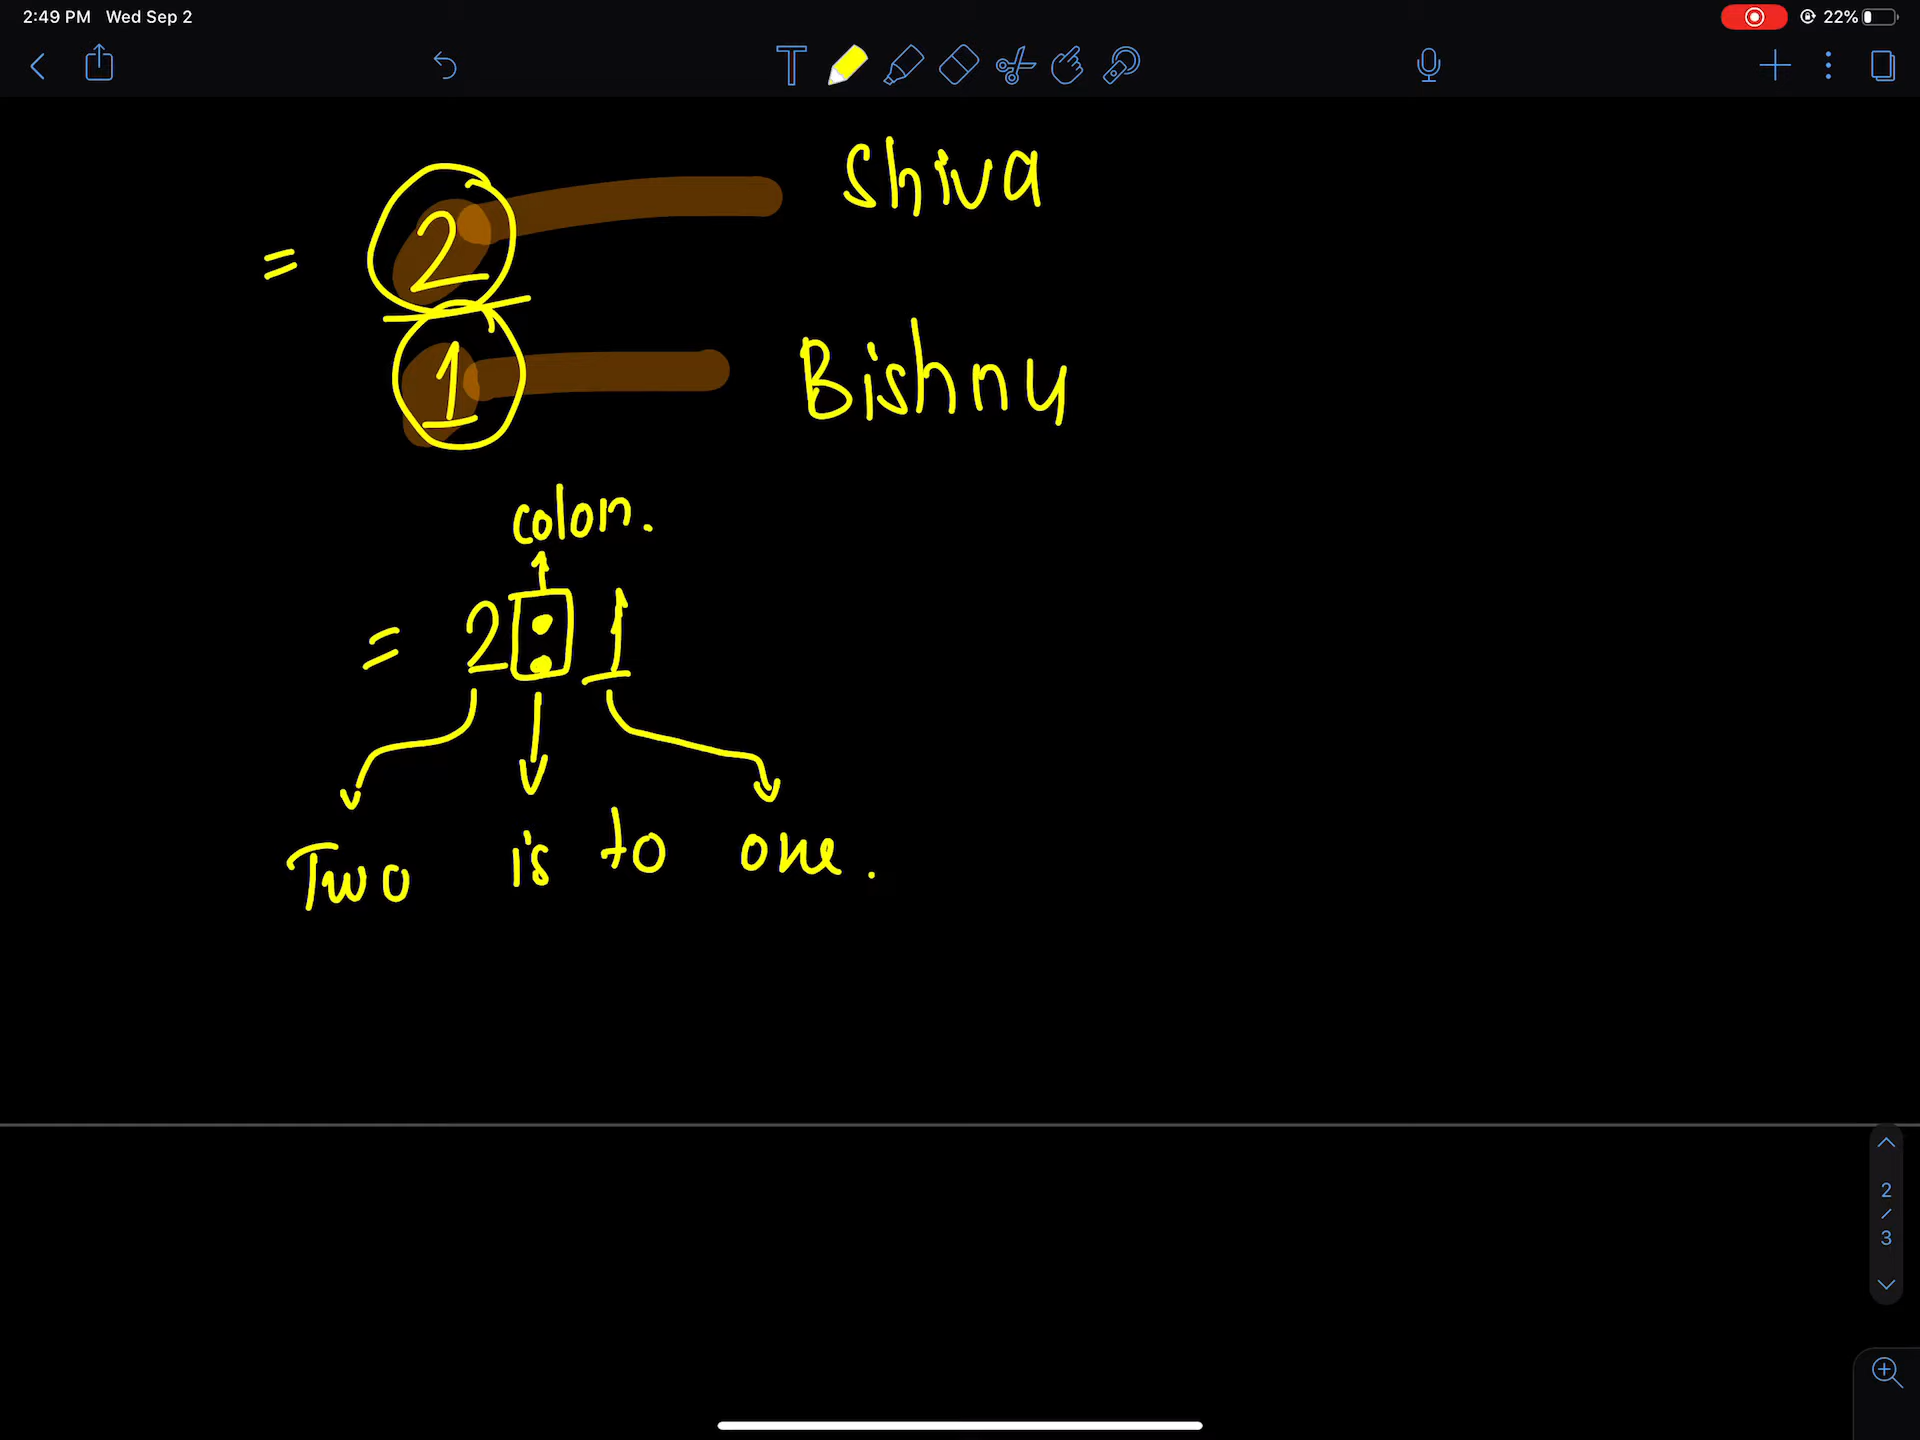 2:49 PM Wed Sep 2
22%
Shiva
= 2
1
Bishnu
colon.
= 2 : 1
Two is to one.
2
/
3